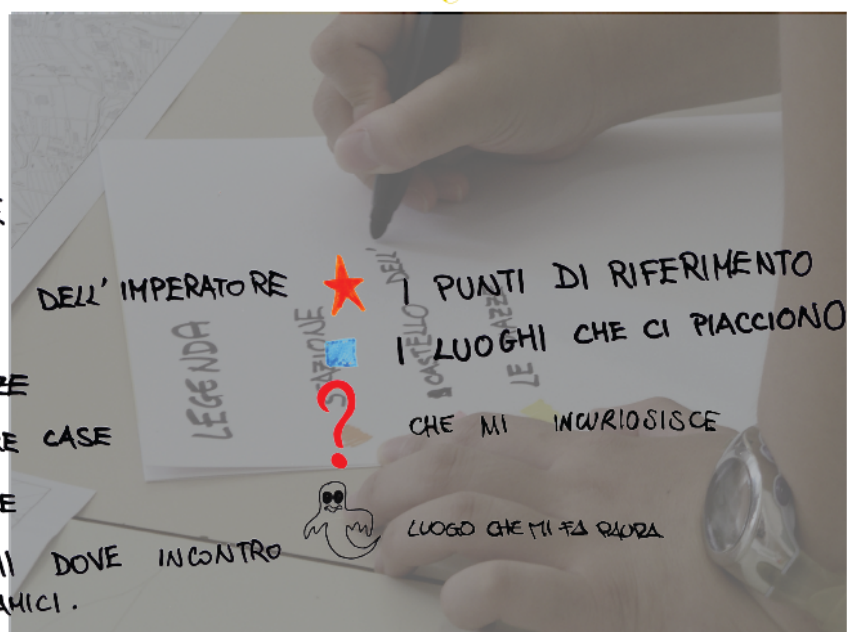 DELL' IMPERATORE
I PUNTI DI RIFERIMENTO
I LUOGHI CHE CI PIACCIONO
CASE
?
CHE MI INCURIOSISCE
LUOGO CHE MI FA PAURA
DOVE INCONTRO
AMICI.
LEGENDA
STAZIONE
CASTELLO DELL'
LE